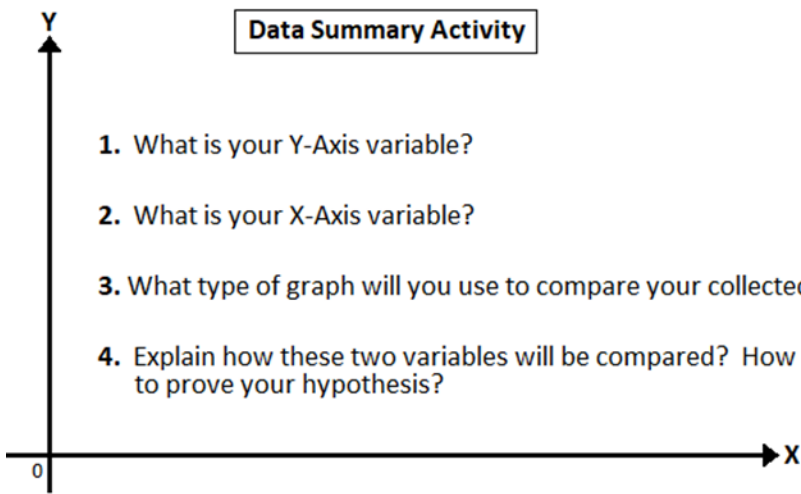 Y
Data Summary Activity
1. What is your Y-Axis variable?
2. What is your X-Axis variable?
3. What type of graph will you use to compare your collected
4. Explain how these two variables will be compared? How
to prove your hypothesis?
X
0